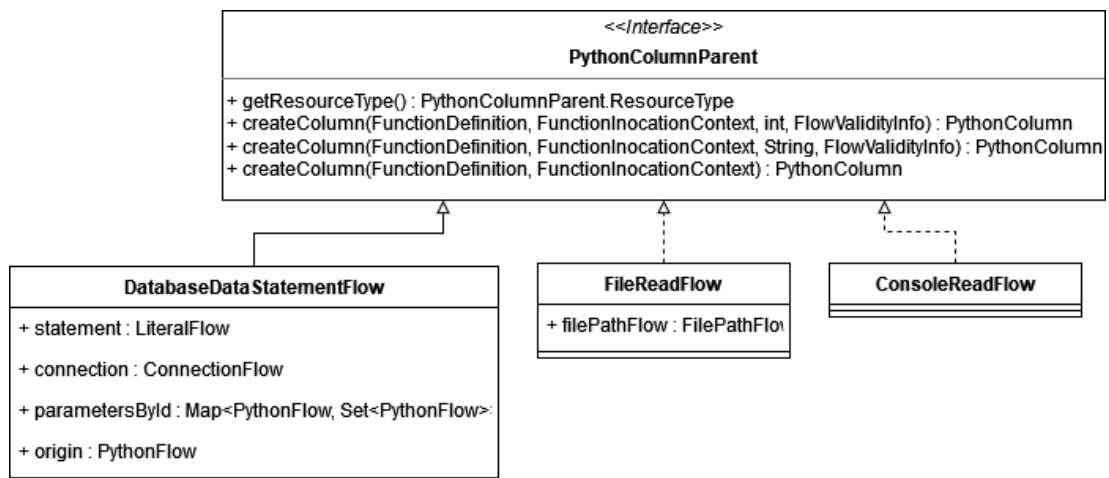 <<Interface>>
PythonColumnParent
+ getResourceType() : PythonColumnParent.ResourceType
+ createColumn(FunctionDefinition, FunctionInocationContext, int, FlowValidityInfo) : PythonColumn
+ createColumn(FunctionDefinition, FunctionInocationContext, String, FlowValidityInfo) : PythonColumn
+ createColumn(FunctionDefinition, FunctionInocationContext) : PythonColumn
DatabaseDataStatementFlow
+ statement : LiteralFlow
+ connection : ConnectionFlow
+ parametersById : Map<PythonFlow, Set<PythonFlow>
+ origin : PythonFlow
FileReadFlow
+ filePathFlow : FilePathFlow
ConsoleReadFlow